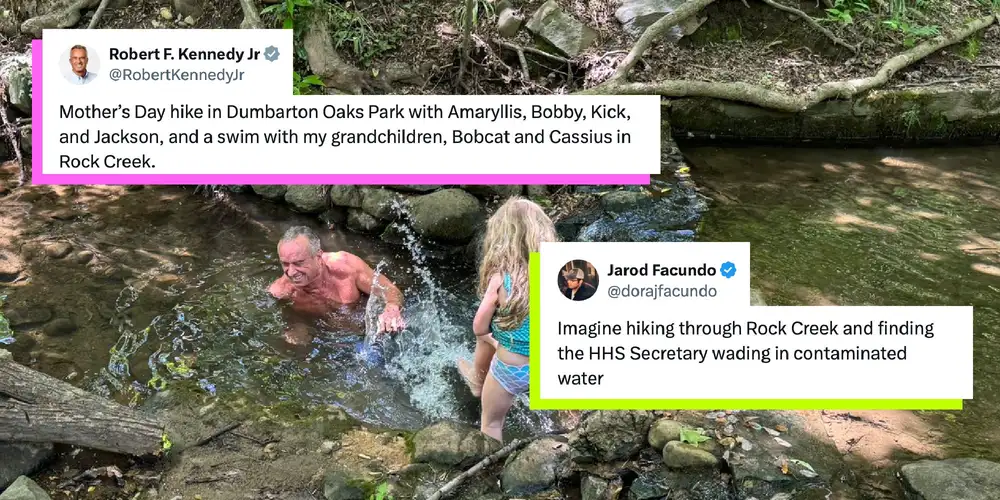 Robert F. Kennedy Jr
@RobertKennedyJr
Mother’s Day hike in Dumbarton Oaks Park with Amaryllis, Bobby, Kick,
and Jackson, and a swim with my grandchildren, Bobcat and Cassius in
Rock Creek.
Jarod Facundo
@dorajfacundo
Imagine hiking through Rock Creek and finding
the HHS Secretary wading in contaminated
water